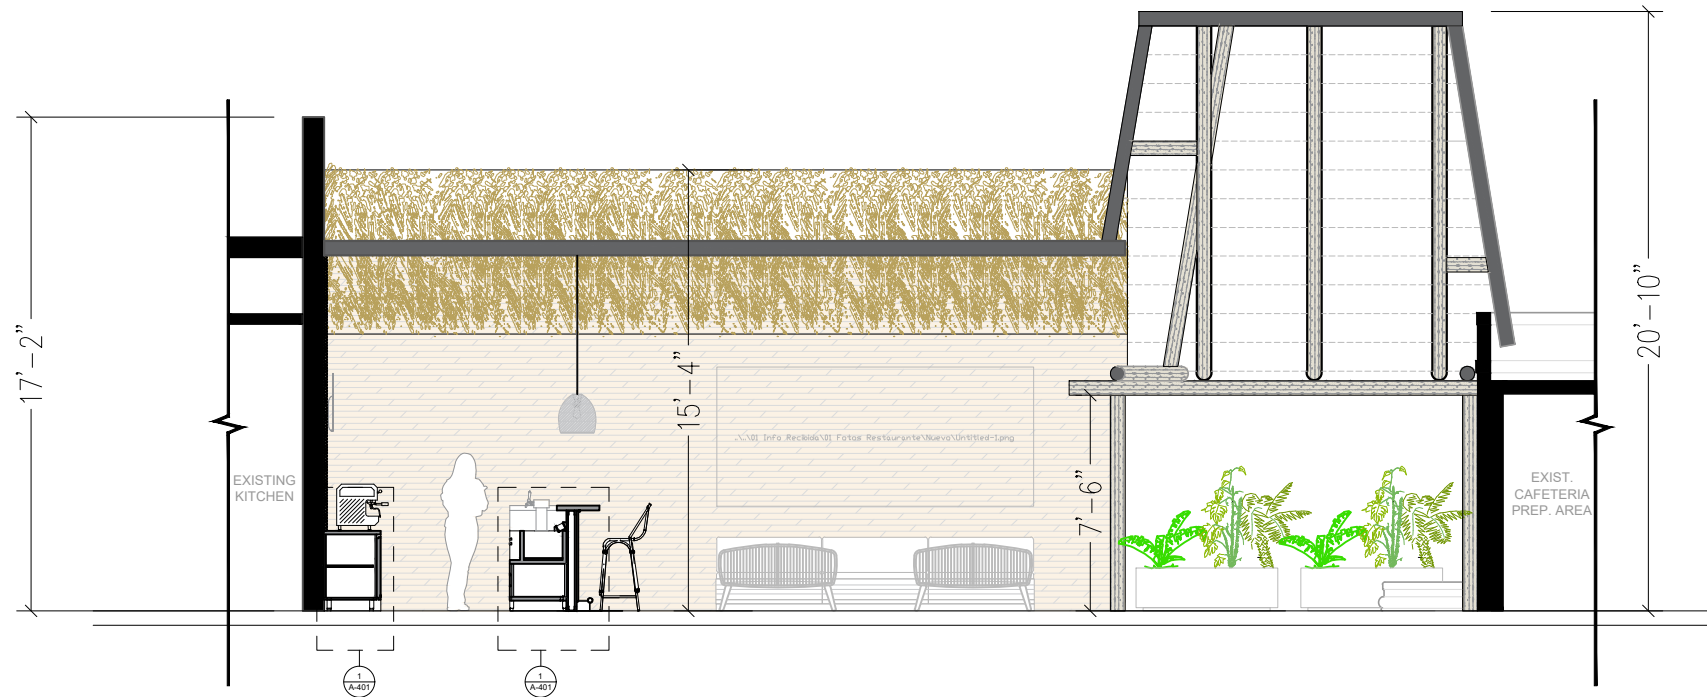 17'-2"
15'-4"
7'-6"
20'-10"
EXISTING
KITCHEN
..\..\01 Info Recibida\01 Fotos Restaurante\Nuevo\Untitled-1.png
EXIST.
CAFETERIA
PREP. AREA
1
A-401
1
A-401